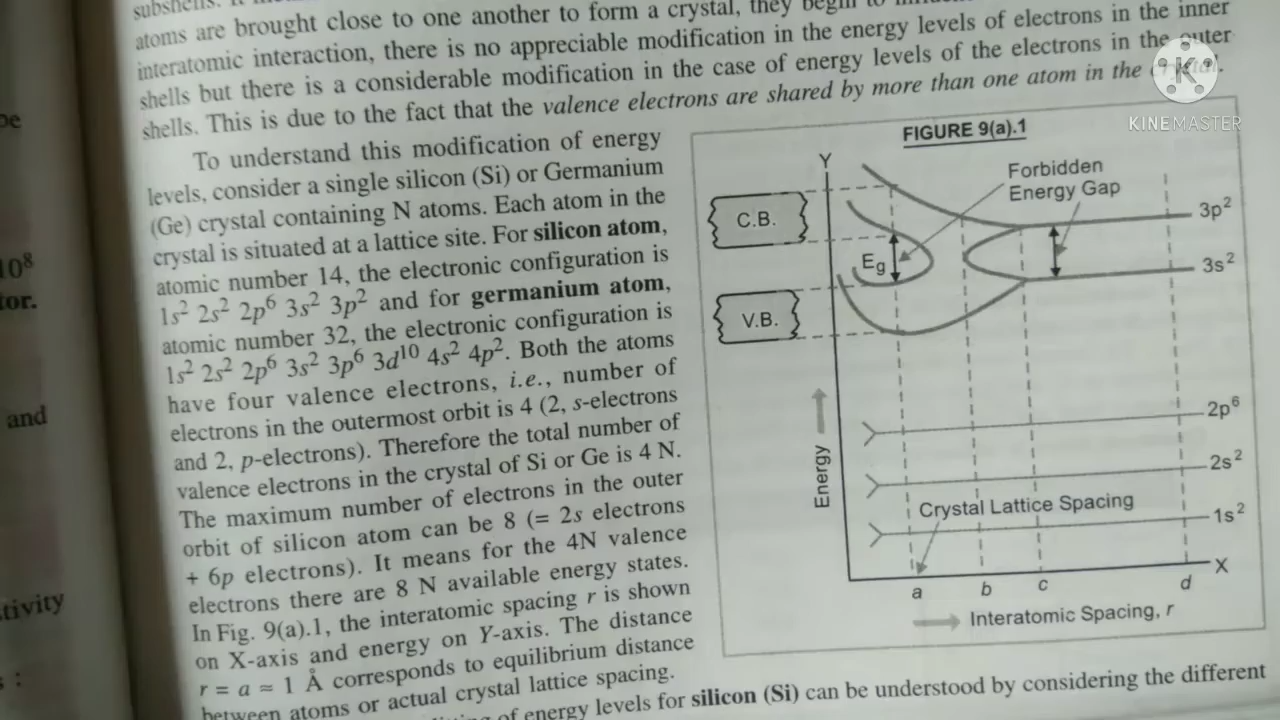 subshells. It
atoms are brought close to one another to form a crystal, they begin to
interatomic interaction, there is no appreciable modification in the energy levels of electrons in the inner
shells but there is a considerable modification in the case of energy levels of the electrons in the outer
shells. This is due to the fact that the valence electrons are shared by more than one atom in the crystal.
KINEMASTER
To understand this modification of energy
levels, consider a single silicon (Si) or Germanium
(Ge) crystal containing N atoms. Each atom in the
crystal is situated at a lattice site. For silicon atom,
atomic number 14, the electronic configuration is
1s² 2s² 2p⁶ 3s² 3p² and for germanium atom,
atomic number 32, the electronic configuration is
1s² 2s² 2p⁶ 3s² 3p⁶ 3d¹⁰ 4s² 4p². Both the atoms
have four valence electrons, i.e., number of
electrons in the outermost orbit is 4 (2, s-electrons
and 2, p-electrons). Therefore the total number of
valence electrons in the crystal of Si or Ge is 4 N.
The maximum number of electrons in the outer
orbit of silicon atom can be 8 (= 2s electrons
+ 6p electrons). It means for the 4N valence
electrons there are 8 N available energy states.
In Fig. 9(a).1, the interatomic spacing r is shown
on X-axis and energy on Y-axis. The distance
r = a ≈ 1 Å corresponds to equilibrium distance
between atoms or actual crystal lattice spacing.
of energy levels for silicon (Si) can be understood by considering the different
FIGURE 9(a).1
Y
Forbidden
Energy Gap
C.B.
3p²
Eg
3s²
V.B.
2p⁶
Energy
2s²
Crystal Lattice Spacing
1s²
X
a
b
c
d
Interatomic Spacing, r
10⁸
and